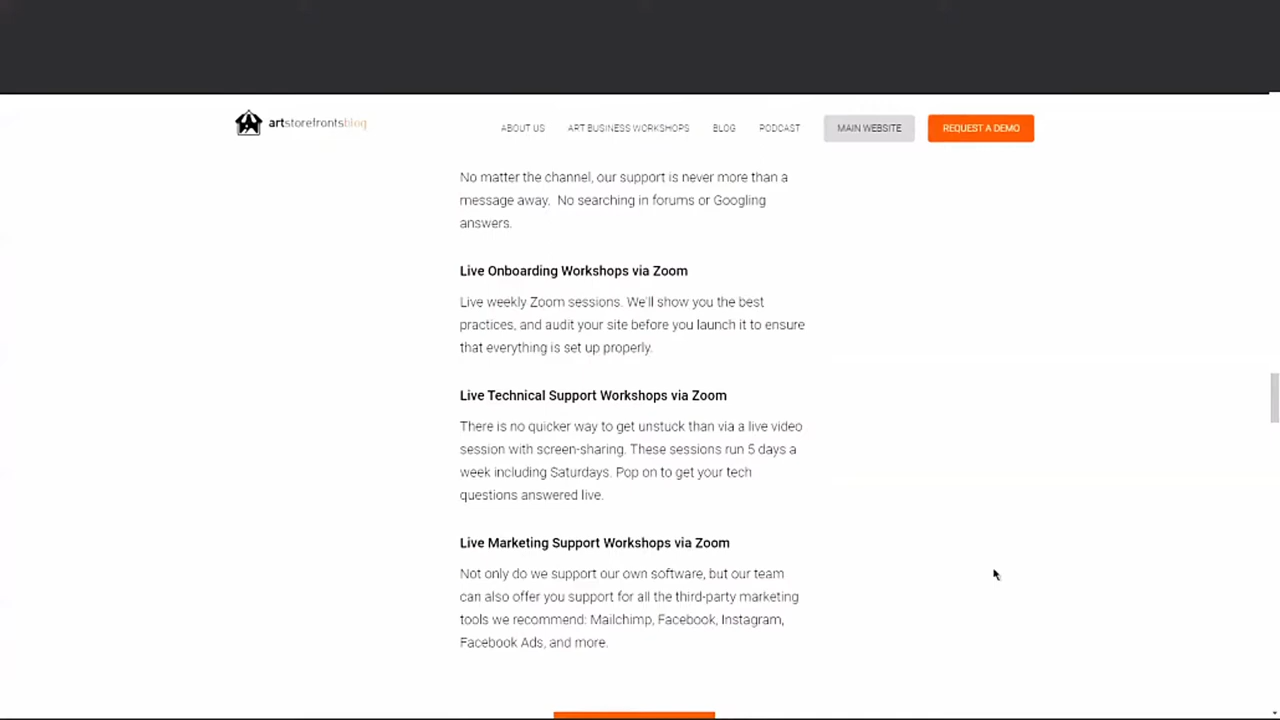 artstorefrontsblog
ABOUT US
ART BUSINESS WORKSHOPS
BLOG
PODCAST
MAIN WEBSITE
REQUEST A DEMO
No matter the channel, our support is never more than a
message away. No searching in forums or Googling
answers.
Live Onboarding Workshops via Zoom
Live weekly Zoom sessions. We'll show you the best
practices, and audit your site before you launch it to ensure
that everything is set up properly.
Live Technical Support Workshops via Zoom
There is no quicker way to get unstuck than via a live video
session with screen-sharing. These sessions run 5 days a
week including Saturdays. Pop on to get your tech
questions answered live.
Live Marketing Support Workshops via Zoom
Not only do we support our own software, but our team
can also offer you support for all the third-party marketing
tools we recommend: Mailchimp, Facebook, Instagram,
Facebook Ads, and more.